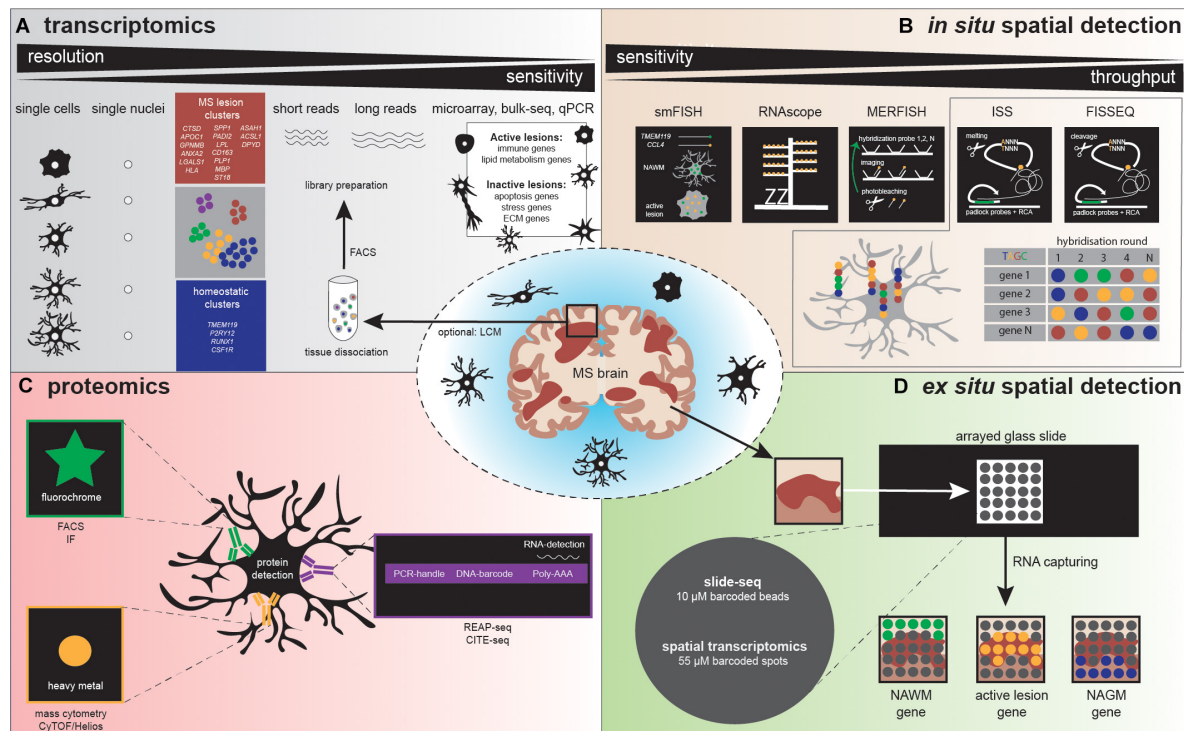 A transcriptomics
resolution
sensitivity
single cells
single nuclei
MS lesion
clusters
CTSD
APOC1
GPNMB
ANXA2
LGALS1
HLA
SPP1
PADI2
LPL
CD163
PLP1
MBP
ST18
ASAH1
ACSL1
DPYD
homeostatic
clusters
TMEM119
P2RY12
RUNX1
CSF1R
short reads
long reads
library preparation
FACS
tissue dissociation
optional: LCM
microarray, bulk-seq, qPCR
Active lesions:
immune genes
lipid metabolism genes
Inactive lesions:
apoptosis genes
stress genes
ECM genes
MS brain
B in situ spatial detection
sensitivity
throughput
smFISH
TMEM119
CCL4
NAWM
active
lesion
RNAscope
ZZ
MERFISH
hybridization probe 1,2, N
imaging
photobleaching
ISS
melting
ANNN
TNNN
padlock probes + RCA
FISSEQ
cleavage
ANNN
TNNN
padlock probes + RCA
hybridisation round
TAGC 1 2 3 4 N
gene 1
gene 2
gene 3
gene N
C proteomics
fluorochrome
FACS
IF
heavy metal
mass cytometry
CyTOF/Helios
protein
detection
RNA-detection
PCR-handle DNA-barcode Poly-AAA
REAP-seq
CITE-seq
D ex situ spatial detection
arrayed glass slide
RNA capturing
slide-seq
10 µM barcoded beads
spatial transcriptomics
55 µM barcoded spots
NAWM
gene
active lesion
gene
NAGM
gene